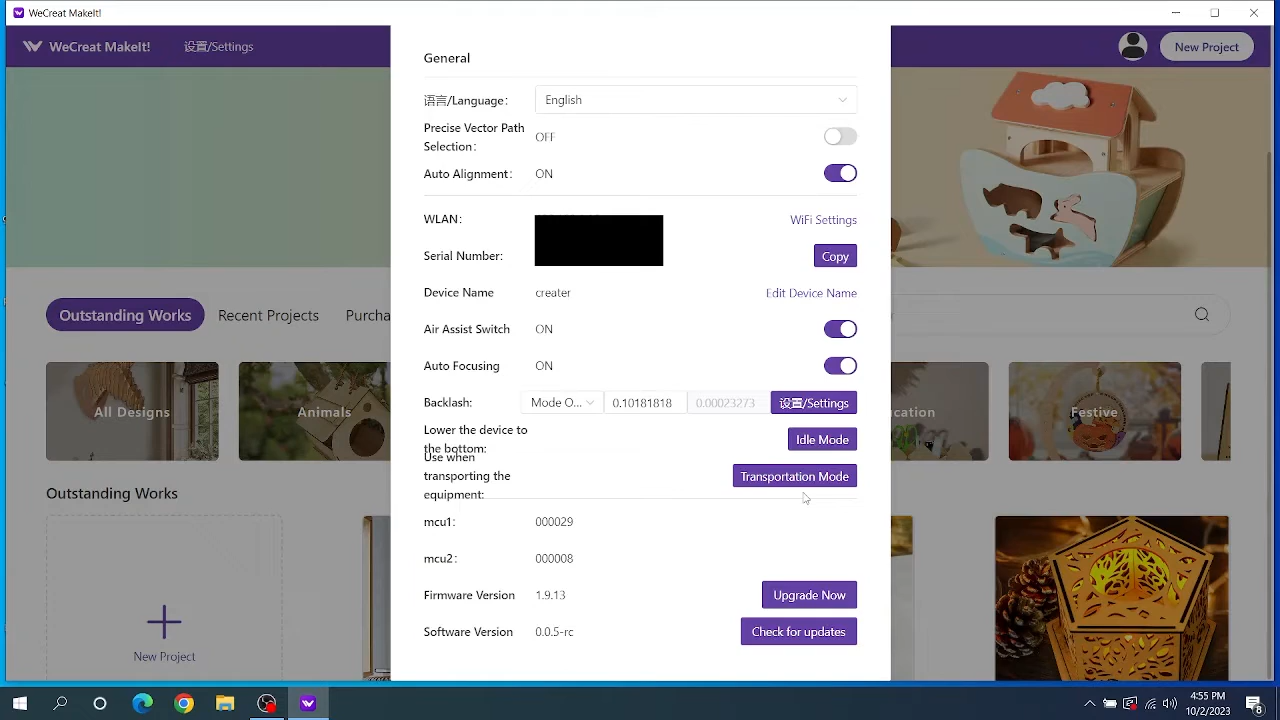 WeCreat MakeIt!
WeCreat MakeIt!
设置/Settings
New Project
General
语言/Language:
English
Precise Vector Path
Selection:
OFF
Auto Alignment:
ON
WLAN:
WiFi Settings
Serial Number:
Copy
Device Name
creater
Edit Device Name
Air Assist Switch
ON
Auto Focusing
ON
Backlash:
Mode O...
0.10181818
0.00023273
设置/Settings
Lower the device to
the bottom:
Idle Mode
Use when
transporting the
equipment:
Transportation Mode
mcu1:
000029
mcu2:
000008
Firmware Version
1.9.13
Upgrade Now
Software Version
0.0.5-rc
Check for updates
Outstanding Works
Recent Projects
Purcha
All Designs
Animals
ucation
Festive
Outstanding Works
New Project
4:55 PM
10/2/2023
8